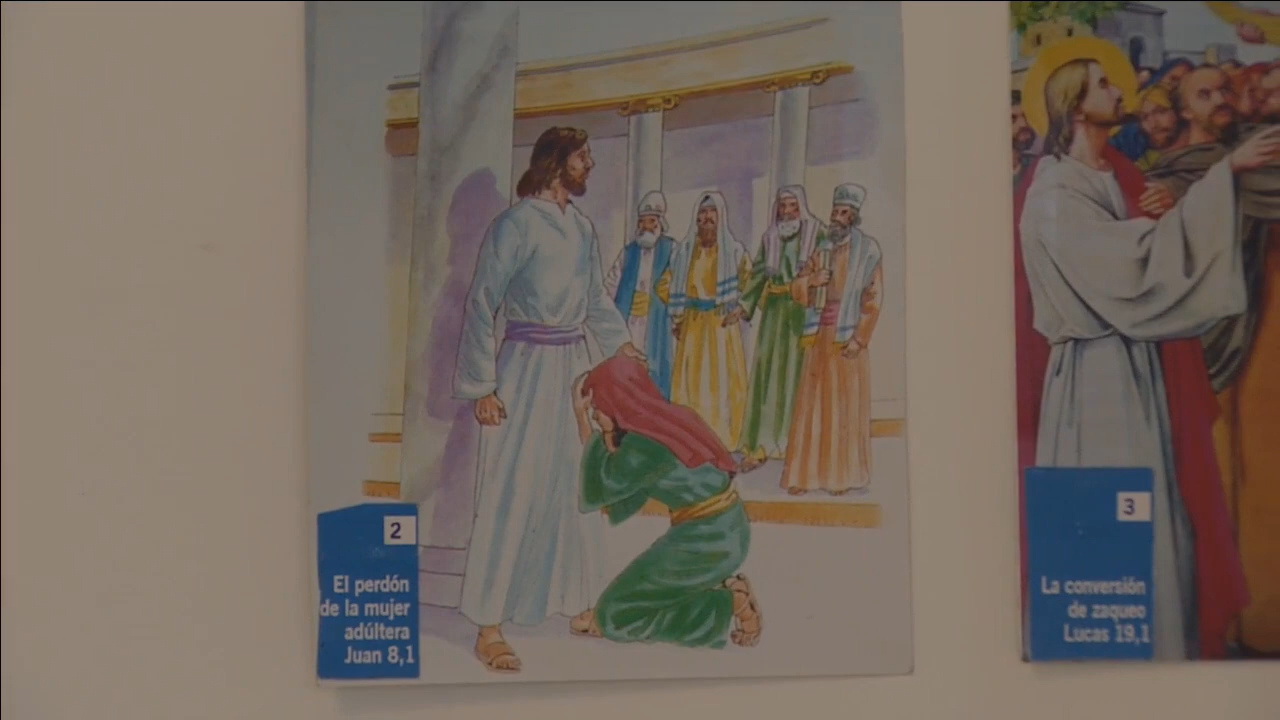 2
El perdón
de la mujer
adúltera
Juan 8,1
3
La conversión
de zaqueo
Lucas 19,1